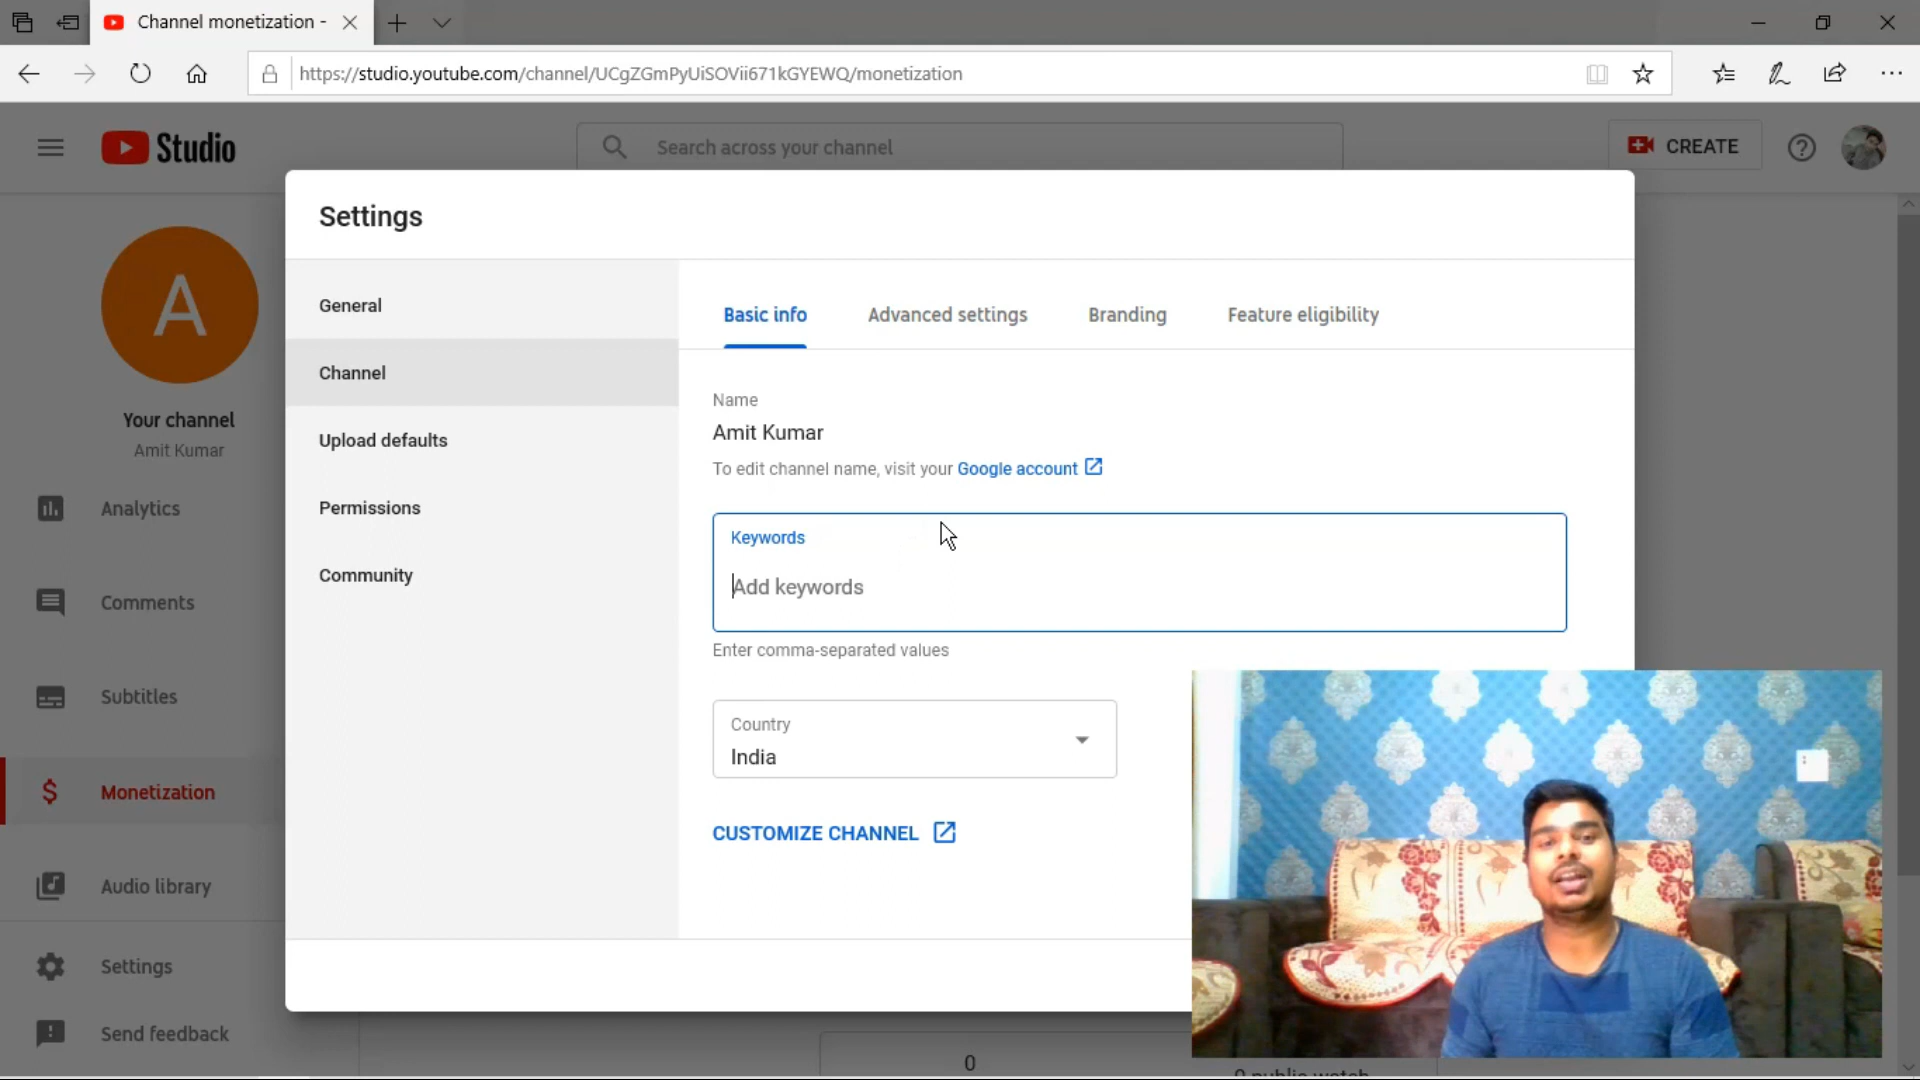 Channel monetization -
https://studio.youtube.com/channel/UCgZGmPyUiSOVii671kGYEWQ/monetization
Studio
Search across your channel
CREATE
A
Your channel
Amit Kumar
Analytics
Comments
Subtitles
Monetization
Audio library
Settings
Send feedback
Settings
General
Channel
Upload defaults
Permissions
Community
Basic info
Advanced settings
Branding
Feature eligibility
Name
Amit Kumar
To edit channel name, visit your Google account
Keywords
Add keywords
Enter comma-separated values
Country
India
CUSTOMIZE CHANNEL
0
0 public watch